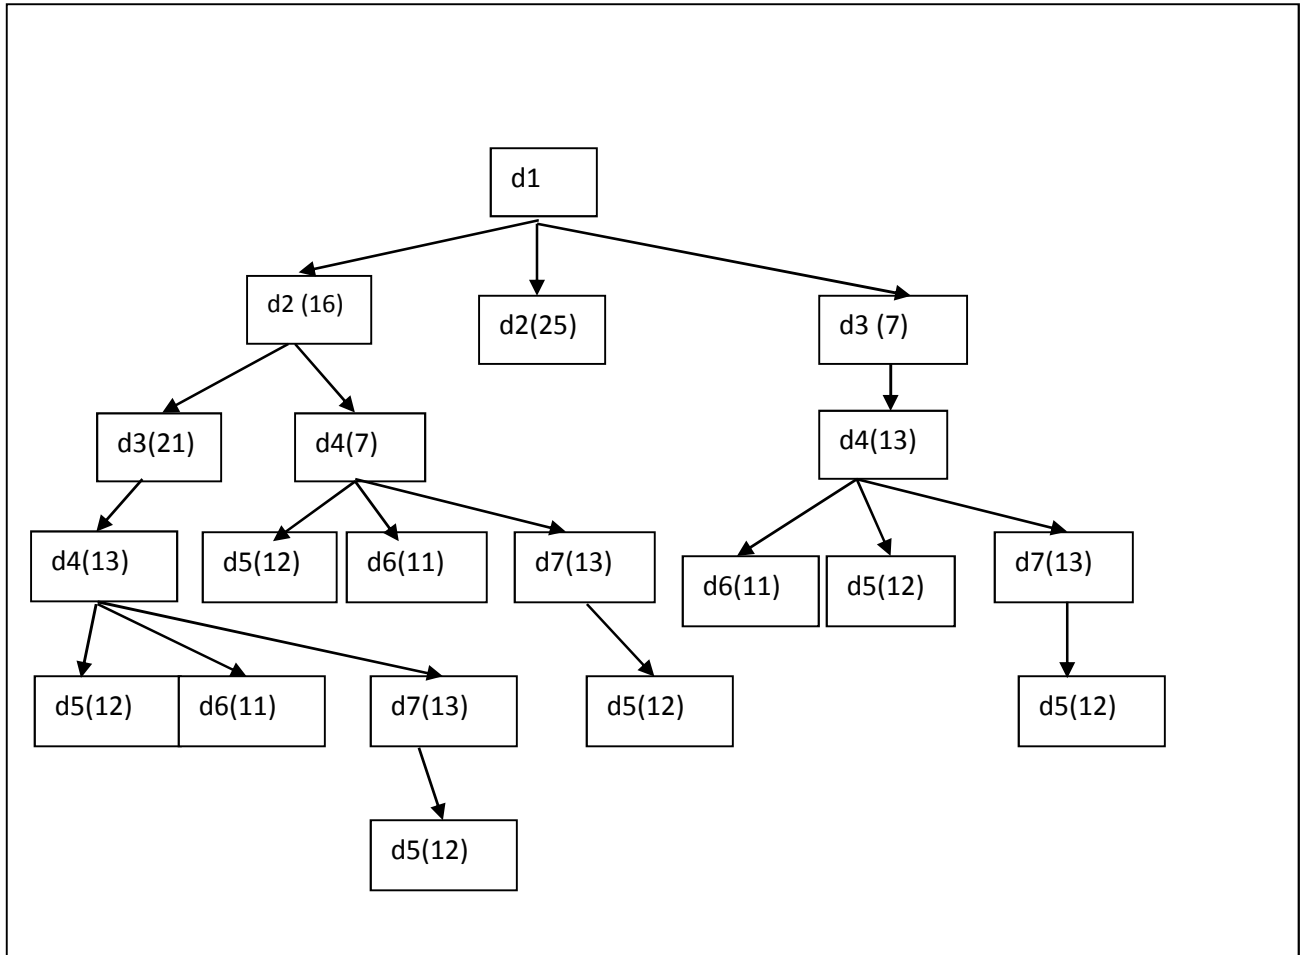 d1
d2 (16)
d2(25)
d3 (7)
d3(21)
d4(7)
d4(13)
d4(13)
d5(12)
d6(11)
d7(13)
d6(11)
d5(12)
d7(13)
d5(12)
d6(11)
d7(13)
d5(12)
d5(12)
d5(12)